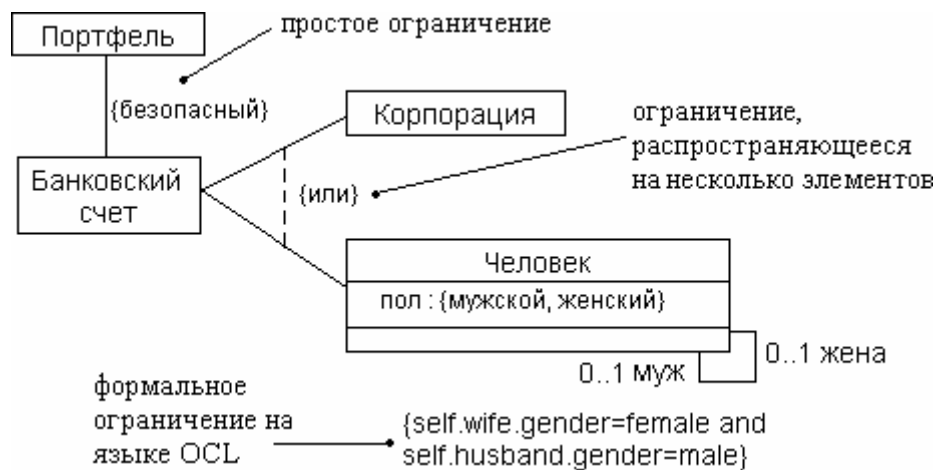 Портфель
простое ограничение
{безопасный}
Корпорация
ограничение,
распространяющееся
на несколько элементов
Банковский
счет
{или}
Человек
пол : {мужской, женский}
0..1 жена
0..1 муж
формальное
ограничение на
языке OCL
{self.wife.gender=female and
self.husband.gender=male}